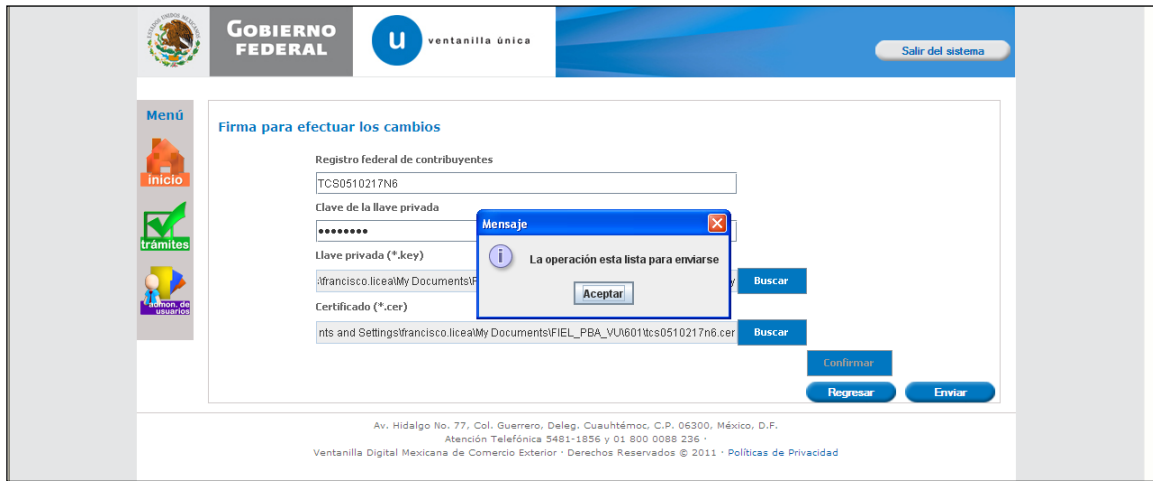 GOBIERNO
FEDERAL
u
ventanilla única
Salir del sistema
Menú
inicio
trámites
admon. de
usuarios
Firma para efectuar los cambios
Registro federal de contribuyentes
TCS0510217N6
Clave de la llave privada
••••••••
Llave privada (*.key)
:\francisco.licea\My Documents\F
y
Buscar
Certificado (*.cer)
nts and Settings\francisco.licea\My Documents\FIEL_PBA_VU\601\tcs0510217n6.cer
Buscar
Mensaje
La operación esta lista para enviarse
Aceptar
Confirmar
Regresar
Enviar
Av. Hidalgo No. 77, Col. Guerrero, Deleg. Cuauhtémoc, C.P. 06300, México, D.F.
Atención Telefónica 5481-1856 y 01 800 0088 236 ·
Ventanilla Digital Mexicana de Comercio Exterior · Derechos Reservados © 2011 · Políticas de Privacidad